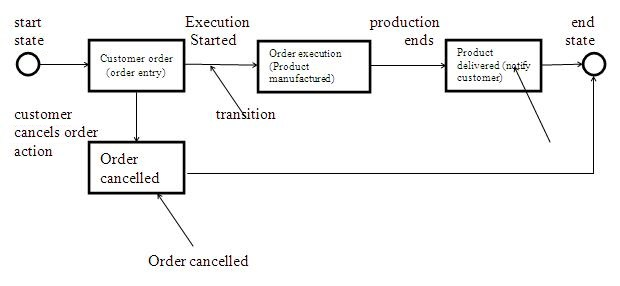 start
state
Execution
Started
production
ends
end
state
Customer order
(order entry)
Order execution
(Product
manufactured)
Product
delivered (notify
customer)
customer
cancels order
action
transition
Order
cancelled
Order cancelled